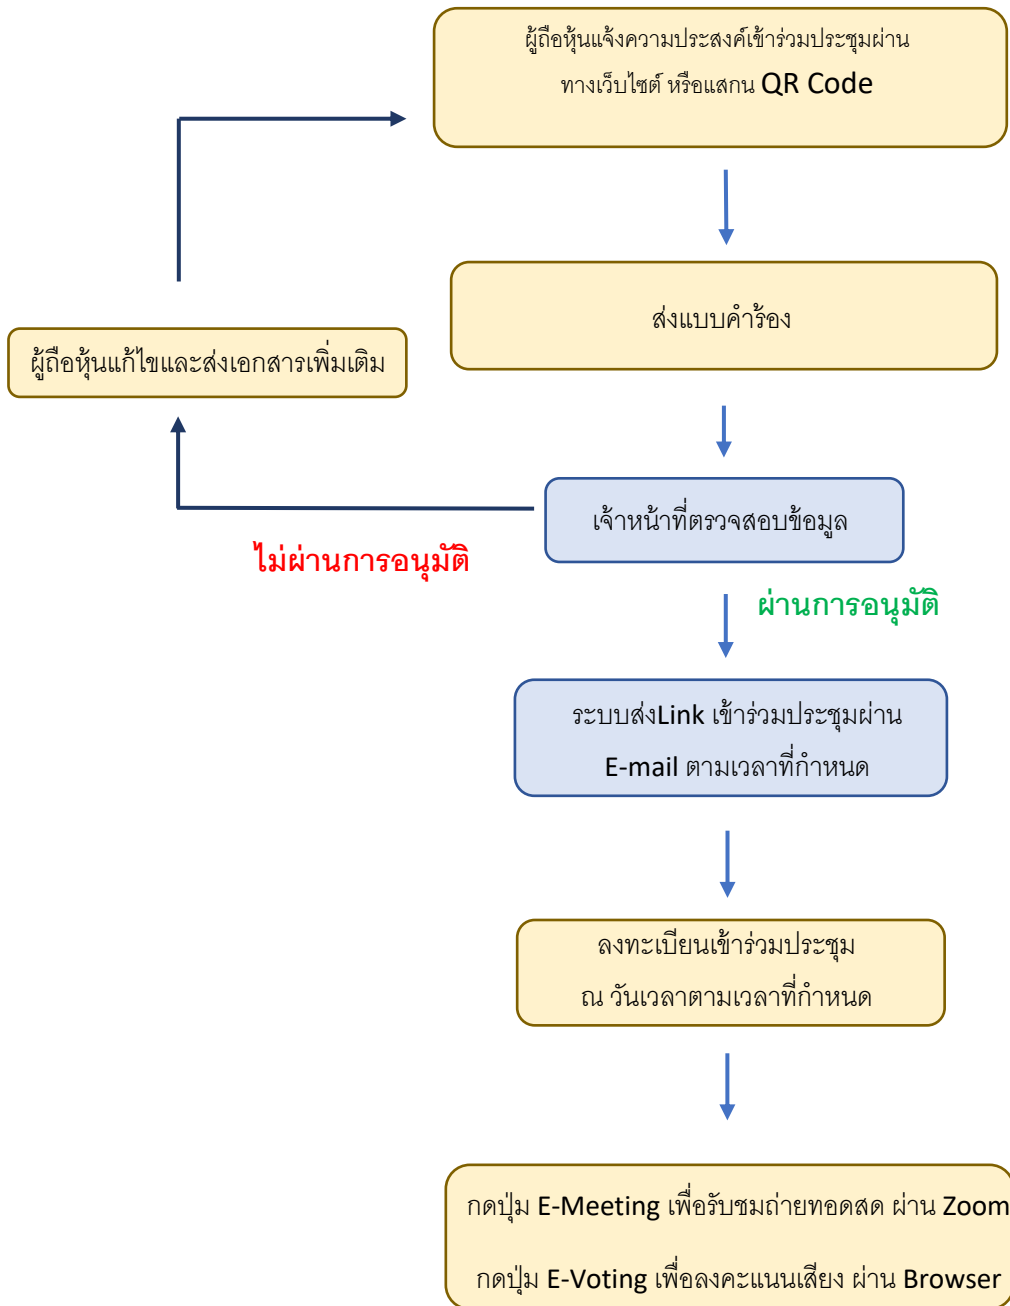 ผู้ถือหุ้นแจ้งความประสงค์เข้าร่วมประชุมผ่าน
ทางเว็บไซต์ หรือแสกน QR Code
ส่งแบบคำร้อง
ผู้ถือหุ้นแก้ไขและส่งเอกสารเพิ่มเติม
เจ้าหน้าที่ตรวจสอบข้อมูล
ไม่ผ่านการอนุมัติ
ผ่านการอนุมัติ
ระบบส่งLink เข้าร่วมประชุมผ่าน
E-mail ตามเวลาที่กำหนด
ลงทะเบียนเข้าร่วมประชุม
ณ วันเวลาตามเวลาที่กำหนด
กดปุ่ม E-Meeting เพื่อรับชมถ่ายทอดสด ผ่าน Zoom
กดปุ่ม E-Voting เพื่อลงคะแนนเสียง ผ่าน Browser